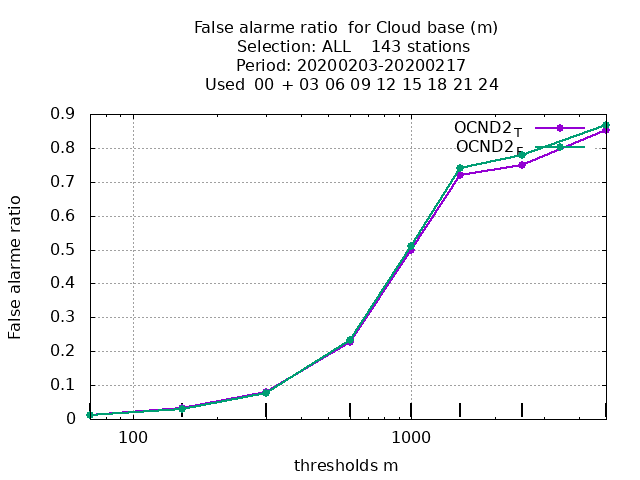 False alarme ratio  for Cloud base (m)
Selection: ALL    143 stations
Period: 20200203-20200217
Used  00 + 03 06 09 12 15 18 21 24
OCND2_T
OCND2_F
False alarme ratio
0.9
0.8
0.7
0.6
0.5
0.4
0.3
0.2
0.1
0
100
1000
thresholds m